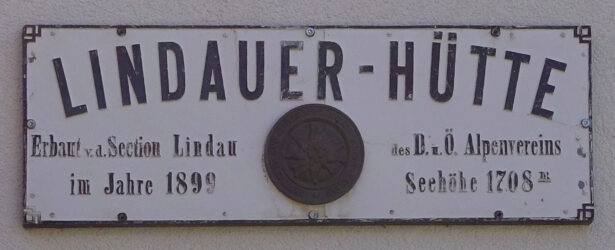 LINDAUER-HÜTTE
Erbaut v. d. Section Lindau
im Jahre 1899
des D. u. Ö. Alpenvereins
Seehöhe 1708 m